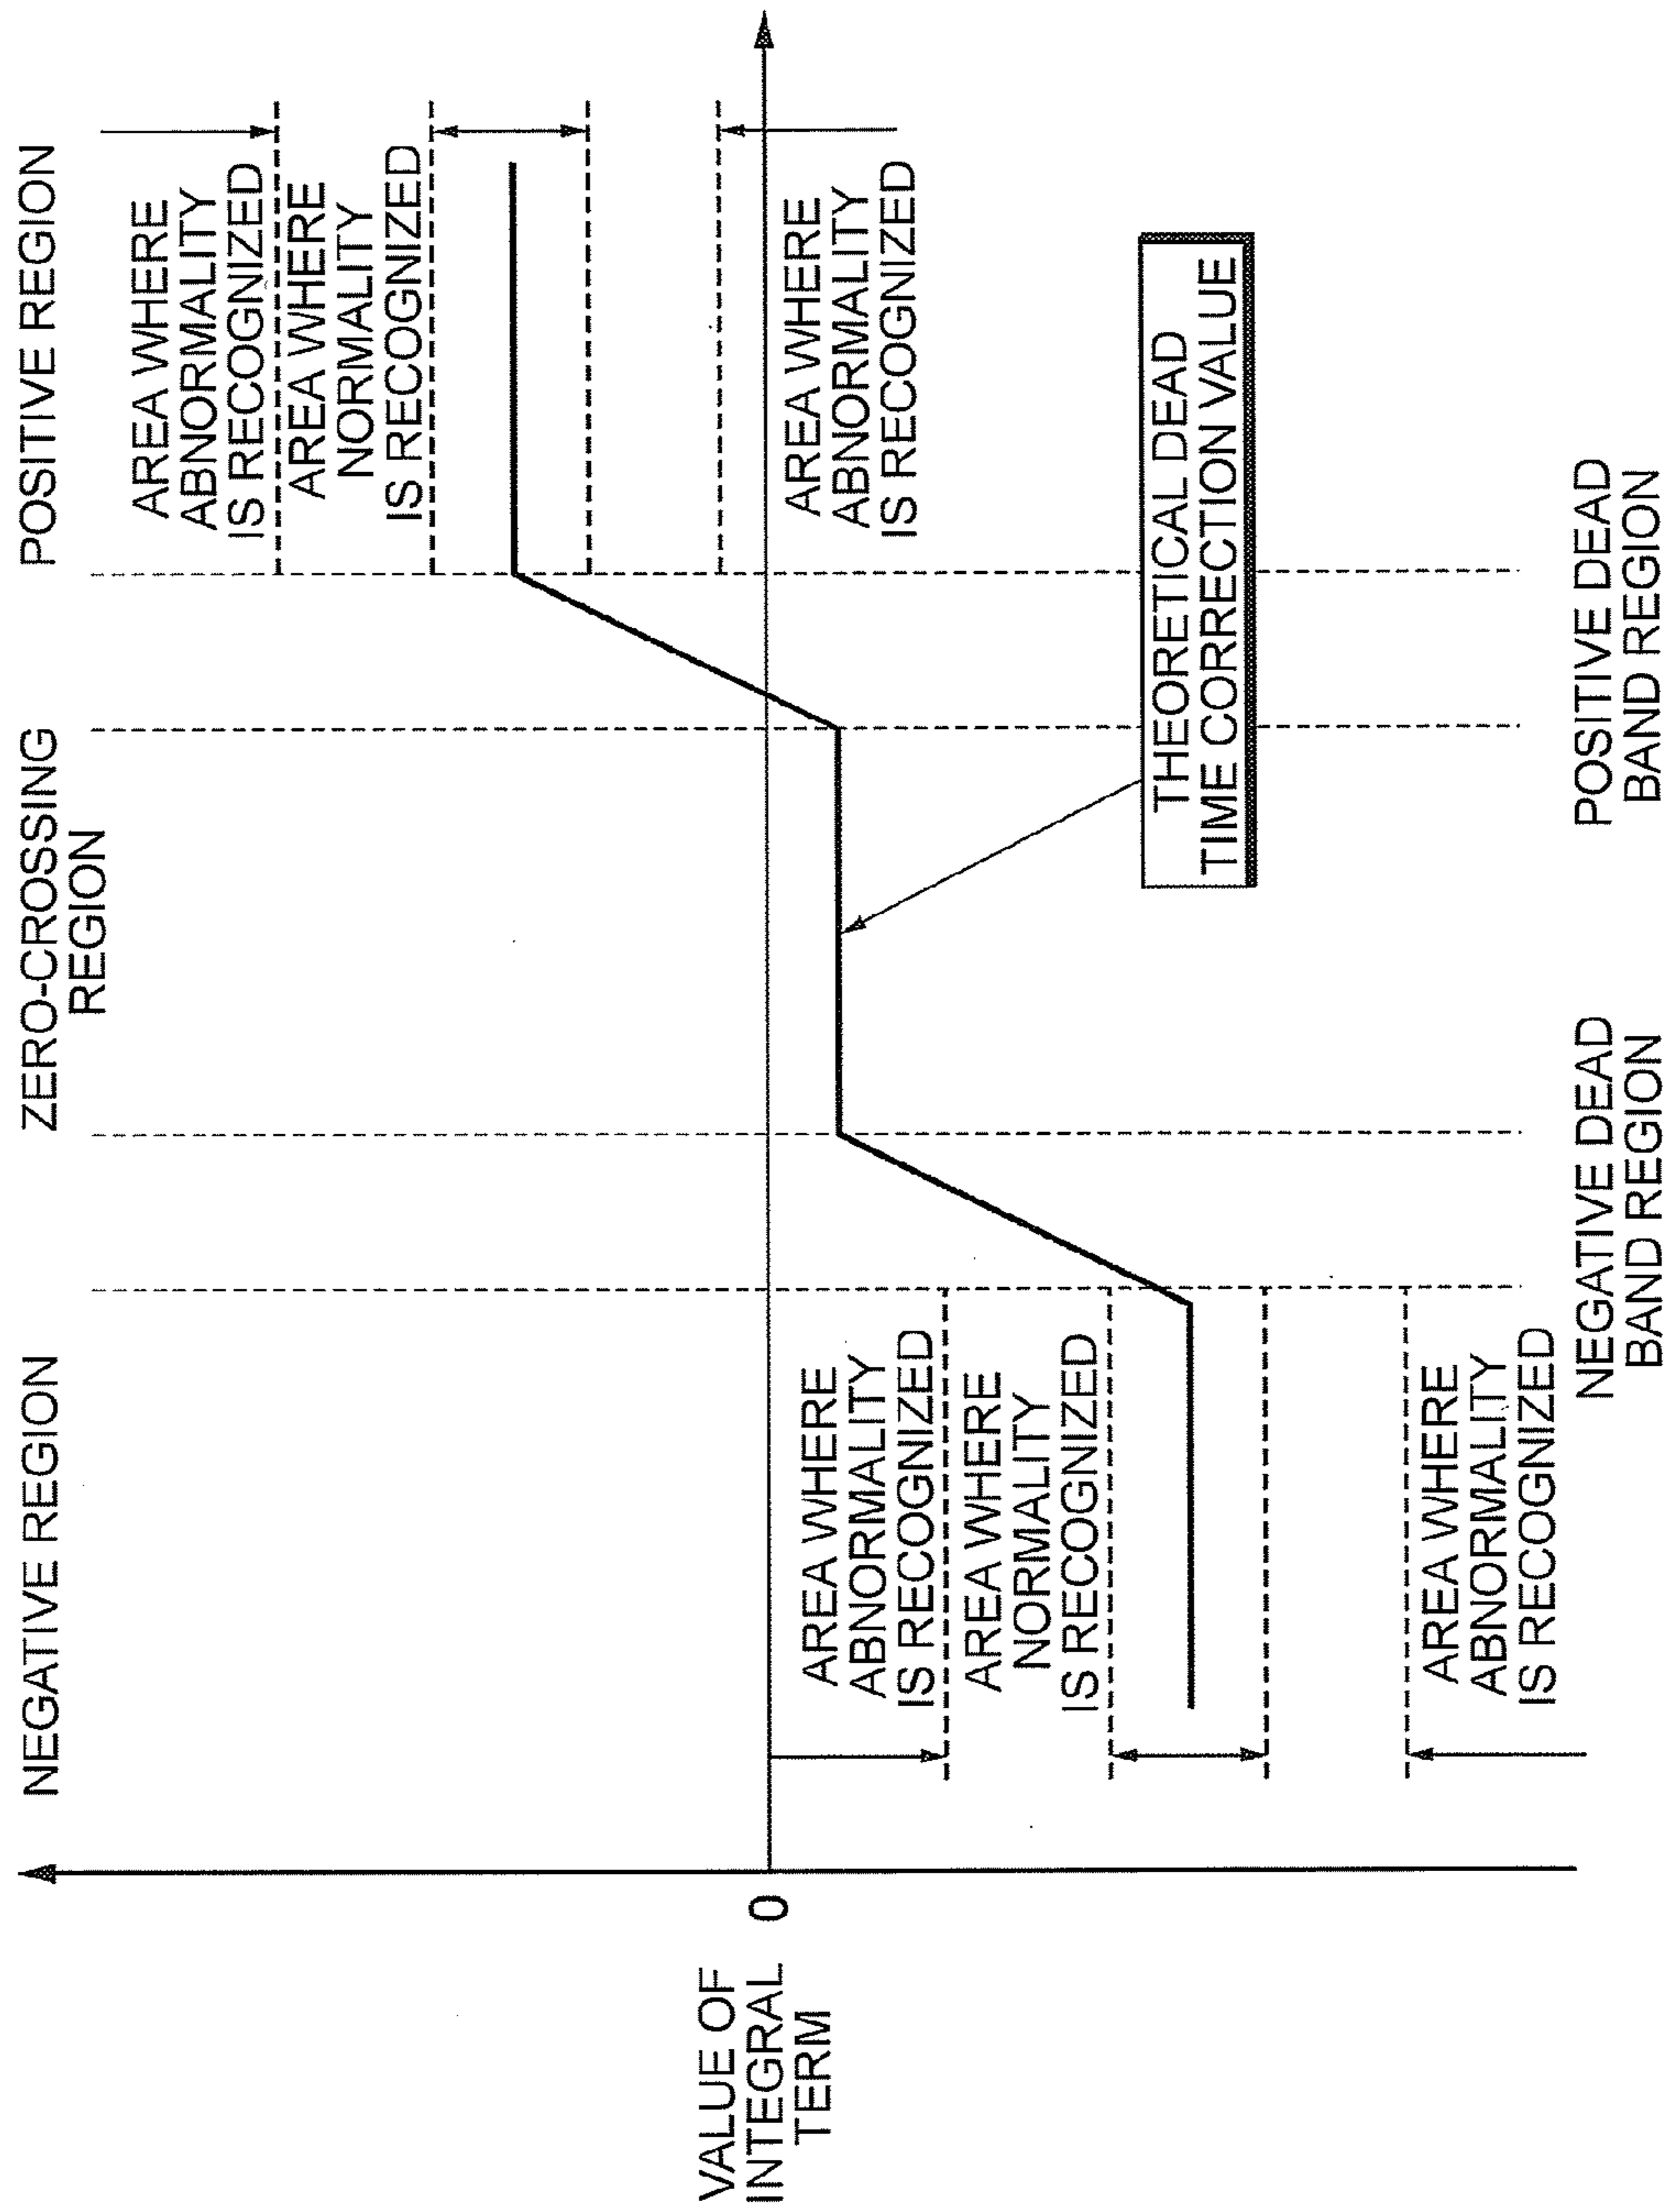 NEGATIVE REGION
ZERO-CROSSING
REGION
POSITIVE REGION
AREA WHERE
ABNORMALITY
IS RECOGNIZED
AREA WHERE
NORMALITY
IS RECOGNIZED
VALUE OF
INTEGRAL
TERM
0
AREA WHERE
ABNORMALITY
IS RECOGNIZED
AREA WHERE
ABNORMALITY
IS RECOGNIZED
AREA WHERE
NORMALITY
IS RECOGNIZED
THEORETICAL DEAD
TIME CORRECTION VALUE
AREA WHERE
ABNORMALITY
IS RECOGNIZED
NEGATIVE DEAD
BAND REGION
POSITIVE DEAD
BAND REGION